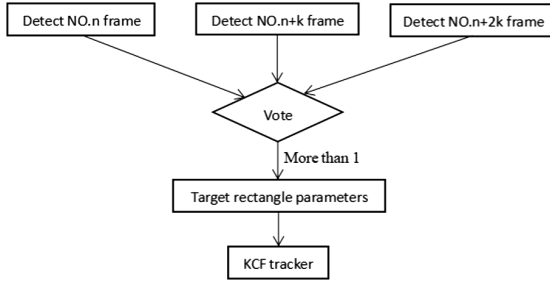 Detect NO.n frame
Detect NO.n+k frame
Detect NO.n+2k frame
Vote
More than 1
Target rectangle parameters
KCF tracker